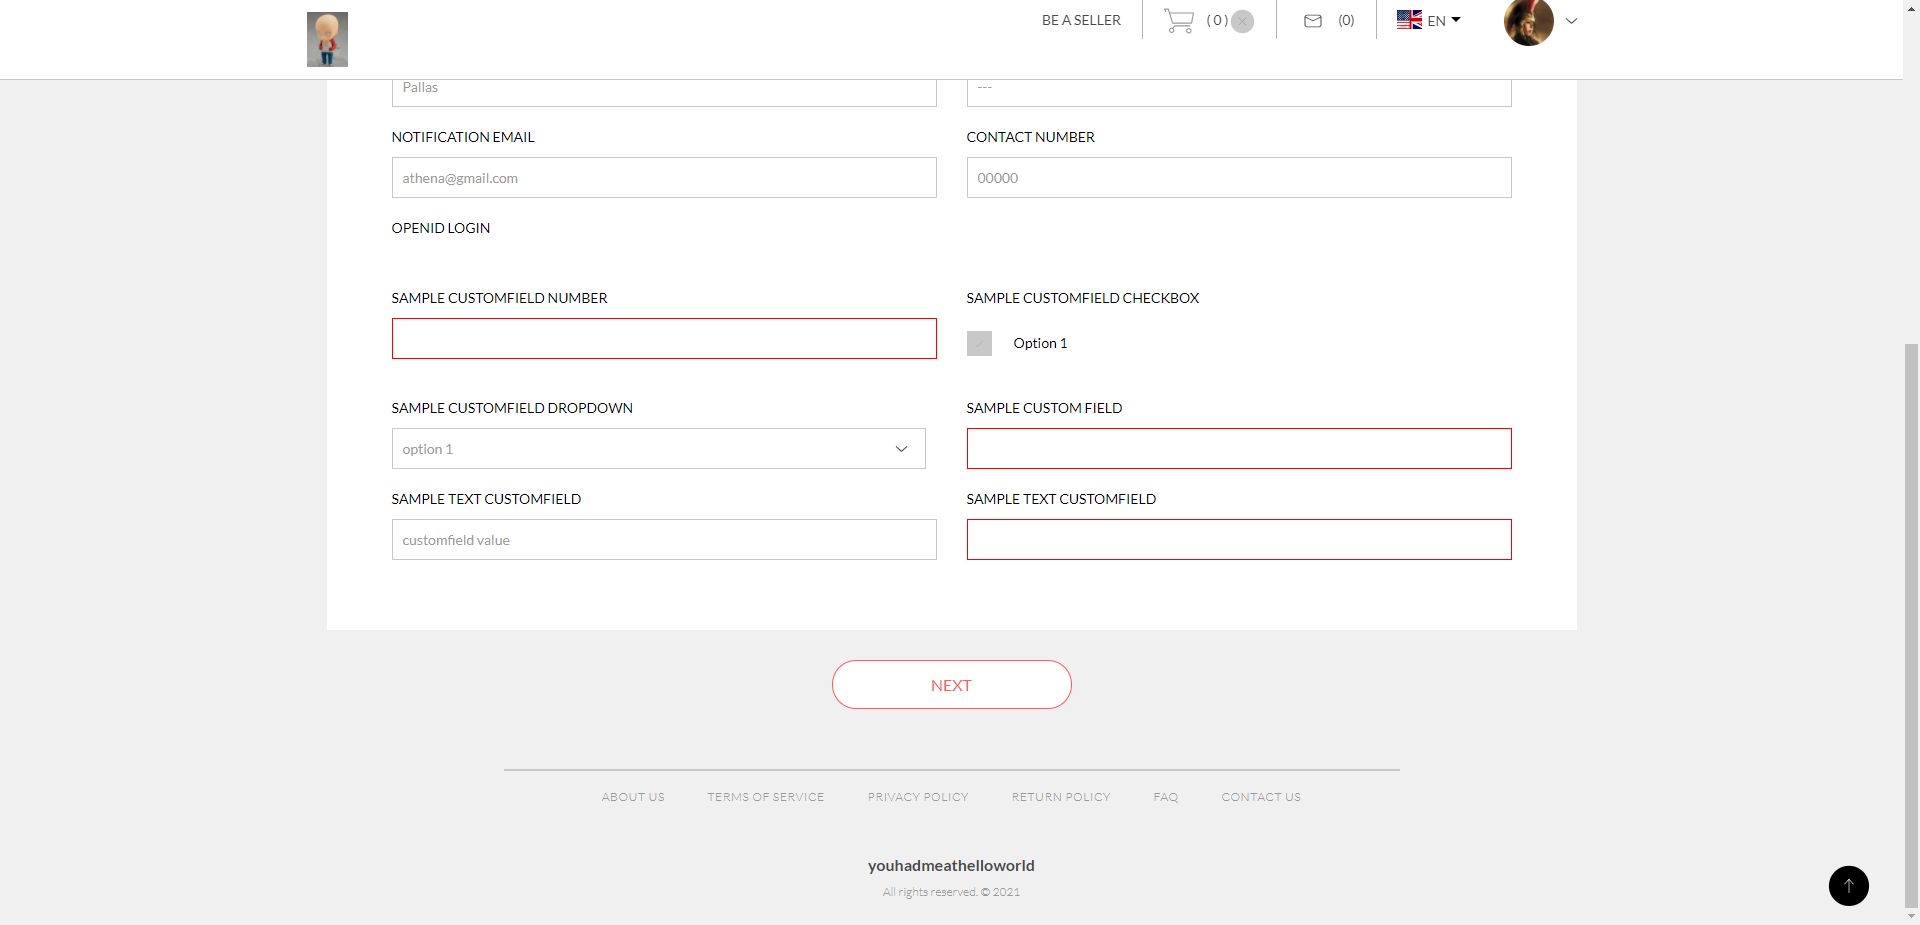 BE A SELLER
( 0 )
(0)
EN
Pallas
---
NOTIFICATION EMAIL
CONTACT NUMBER
athena@gmail.com
00000
OPENID LOGIN
SAMPLE CUSTOMFIELD NUMBER
SAMPLE CUSTOMFIELD CHECKBOX
Option 1
SAMPLE CUSTOMFIELD DROPDOWN
SAMPLE CUSTOM FIELD
option 1
SAMPLE TEXT CUSTOMFIELD
SAMPLE TEXT CUSTOMFIELD
customfield value
NEXT
ABOUT US
TERMS OF SERVICE
PRIVACY POLICY
RETURN POLICY
FAQ
CONTACT US
youhadmeathelloworld
All rights reserved. © 2021